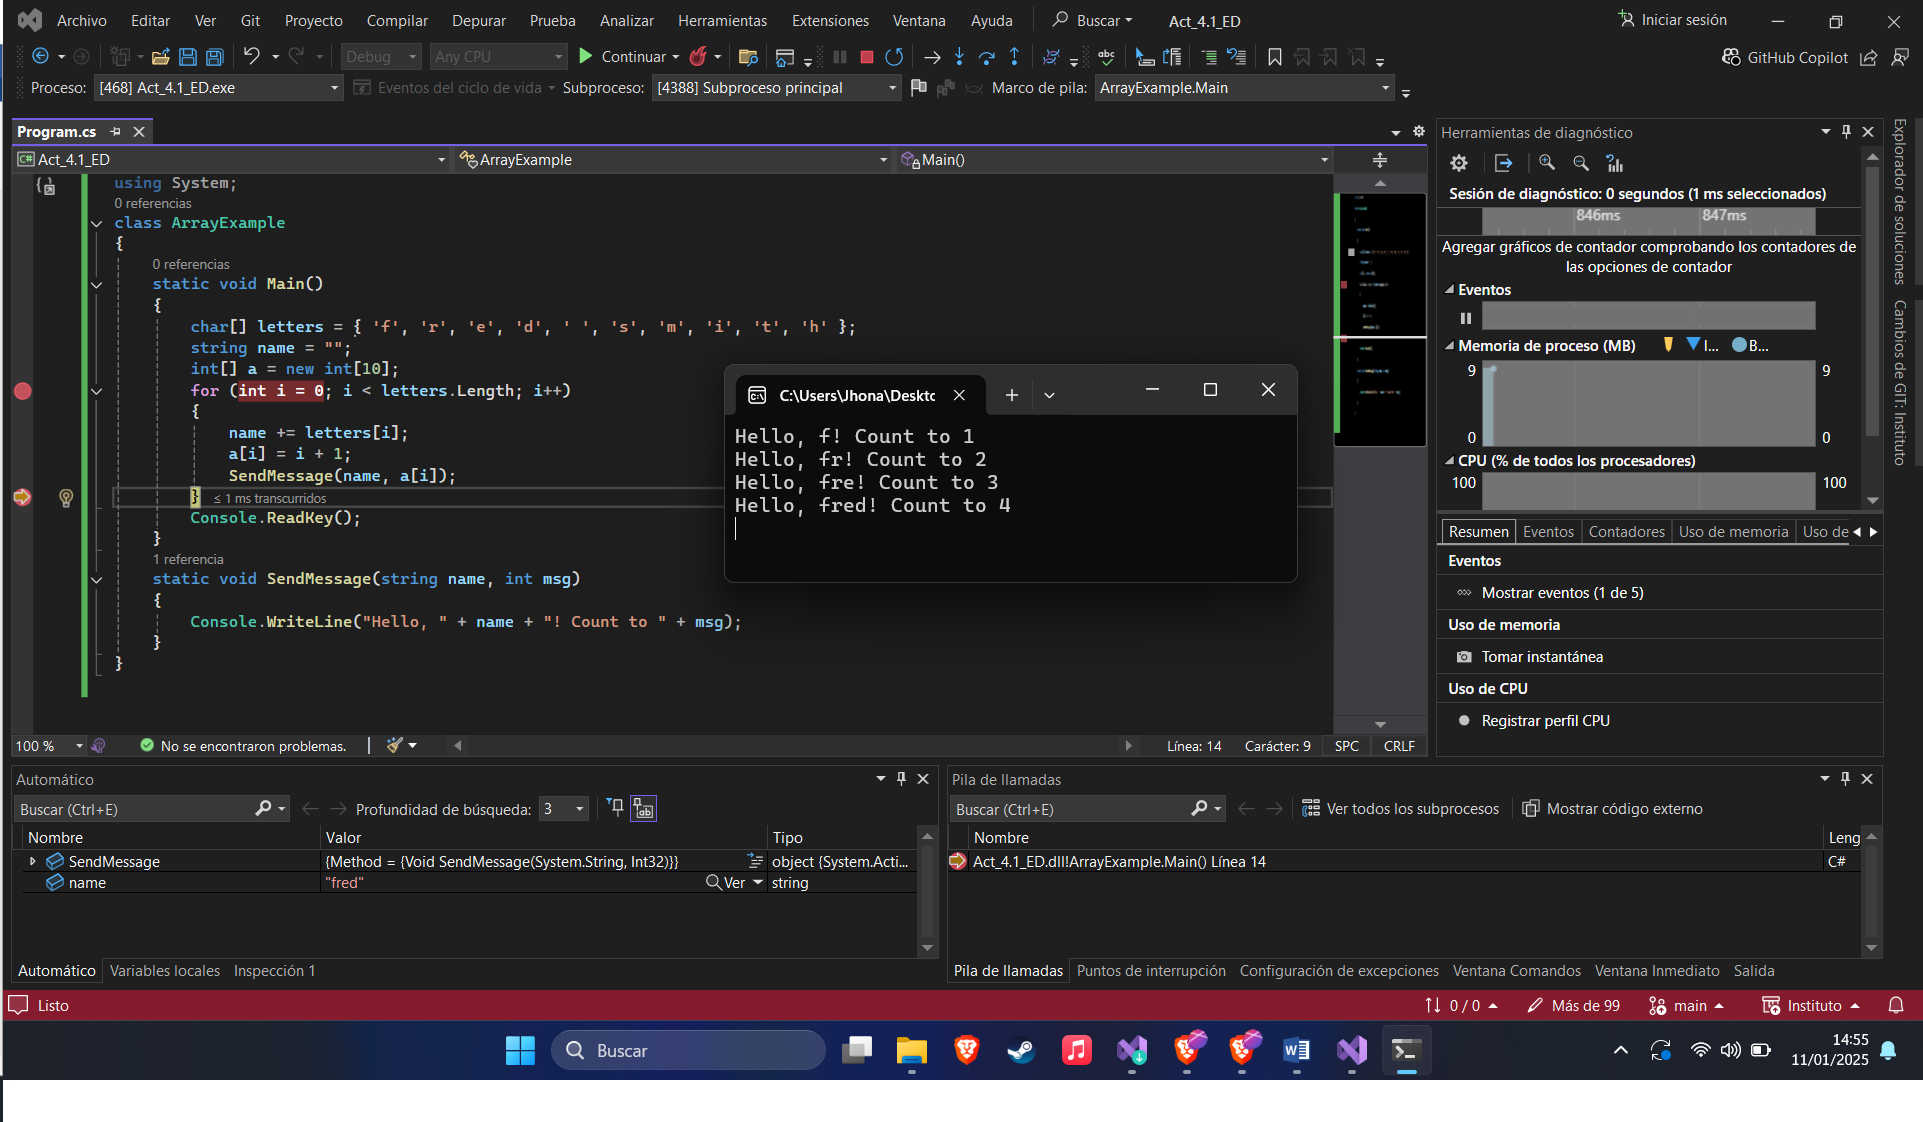 Archivo Editar Ver Git Proyecto Compilar Depurar Prueba Analizar Herramientas Extensiones Ventana Ayuda Buscar Act_4.1_ED Iniciar sesión
Debug Any CPU Continuar GitHub Copilot
Proceso: [468] Act_4.1_ED.exe Eventos del ciclo de vida Subproceso: [4388] Subproceso principal Marco de pila: ArrayExample.Main
Program.cs
Act_4.1_ED ArrayExample Main()
using System;
0 referencias
class ArrayExample
{
0 referencias
static void Main()
{
char[] letters = { 'f', 'r', 'e', 'd', ' ', 's', 'm', 'i', 't', 'h' };
string name = "";
int[] a = new int[10];
for (int i = 0; i < letters.Length; i++)
{
name += letters[i];
a[i] = i + 1;
SendMessage(name, a[i]);
} ≤ 1 ms transcurridos
Console.ReadKey();
}
1 referencia
static void SendMessage(string name, int msg)
{
Console.WriteLine("Hello, " + name + "! Count to " + msg);
}
}
C:\Users\Jhona\Deskto
Hello, f! Count to 1
Hello, fr! Count to 2
Hello, fre! Count to 3
Hello, fred! Count to 4
100 % No se encontraron problemas. Línea: 14 Carácter: 9 SPC CRLF
Herramientas de diagnóstico
Sesión de diagnóstico: 0 segundos (1 ms seleccionados)
846ms 847ms
Agregar gráficos de contador comprobando los contadores de
las opciones de contador
Eventos
Memoria de proceso (MB) I... B...
9 9
0 0
CPU (% de todos los procesadores)
100 100
Resumen Eventos Contadores Uso de memoria Uso de
Eventos
Mostrar eventos (1 de 5)
Uso de memoria
Tomar instantánea
Uso de CPU
Registrar perfil CPU
Explorador de soluciones
Cambios de GIT: Instituto
Automático
Buscar (Ctrl+E) Profundidad de búsqueda: 3
Nombre Valor Tipo
SendMessage {Method = {Void SendMessage(System.String, Int32)}} object {System.Acti...
name "fred" Ver string
Automático Variables locales Inspección 1
Pila de llamadas
Buscar (Ctrl+E) Ver todos los subprocesos Mostrar código externo
Nombre Leng
Act_4.1_ED.dll!ArrayExample.Main() Línea 14 C#
Pila de llamadas Puntos de interrupción Configuración de excepciones Ventana Comandos Ventana Inmediato Salida
Listo 0 / 0 Más de 99 main Instituto
Buscar
14:55
11/01/2025